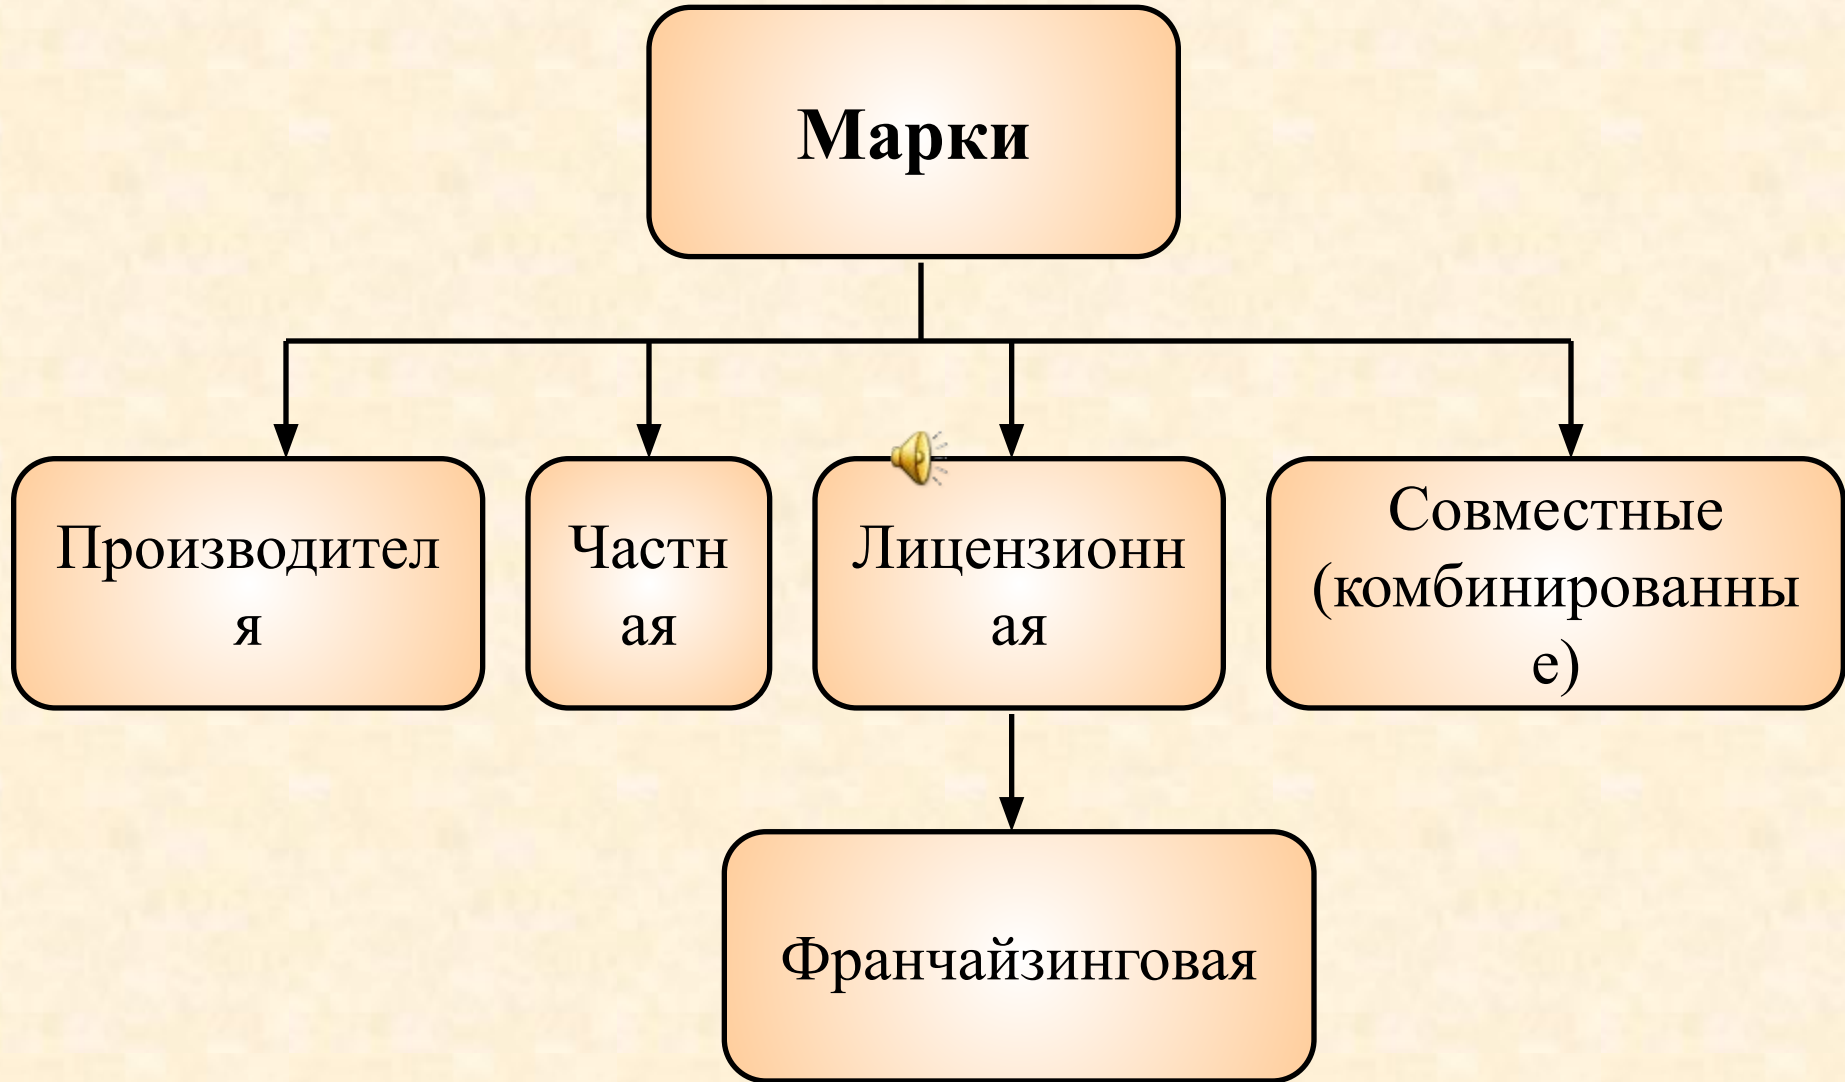 Марки
Производител
я
Частн
ая
Лицензионн
ая
Совместные
(комбинированны
е)
Франчайзинговая